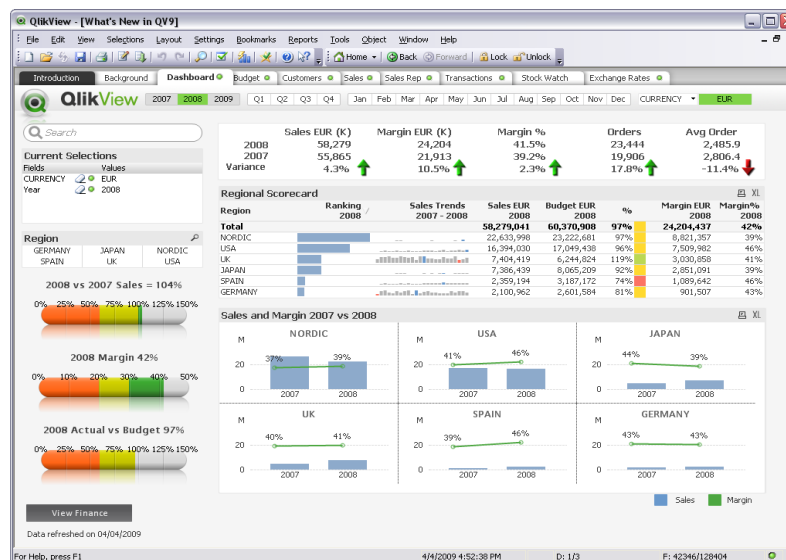 QlikView - [What's New in QV9]
File Edit View Selections Layout Settings Bookmarks Reports Tools Object Window Help
Home Back Forward Lock Unlock
Introduction Background Dashboard Budget Customers Sales Sales Rep Transactions Stock Watch Exchange Rates
QlikView 2007 2008 2009 Q1 Q2 Q3 Q4 Jan Feb Mar Apr May Jun Jul Aug Sep Oct Nov Dec CURRENCY EUR
Search
Current Selections
Fields Values
CURRENCY EUR
Year 2008
Region
GERMANY JAPAN NORDIC
SPAIN UK USA
2008 vs 2007 Sales = 104%
0% 25% 50% 75% 100% 125% 150%
2008 Margin 42%
0% 10% 20% 30% 40% 50%
2008 Actual vs Budget 97%
0% 25% 50% 75% 100% 125% 150%
View Finance
Data refreshed on 04/04/2009
Sales EUR (K) Margin EUR (K) Margin % Orders Avg Order
2008 58,279 24,204 41.5% 23,444 2,485.9
2007 55,865 21,913 39.2% 19,906 2,806.4
Variance 4.3% 10.5% 2.3% 17.8% -11.4%
Regional Scorecard XL
Region Ranking 2008 Sales Trends 2007 - 2008 Sales EUR 2008 Budget EUR 2008 % Margin EUR 2008 Margin% 2008
Total 58,279,041 60,370,908 97% 24,204,437 42%
NORDIC 22,633,998 23,222,681 97% 8,821,357 39%
USA 16,394,030 17,049,438 96% 7,509,982 46%
UK 7,404,419 6,244,824 119% 3,030,858 41%
JAPAN 7,386,439 8,065,209 92% 2,851,091 39%
SPAIN 2,359,194 3,187,172 74% 1,089,642 46%
GERMANY 2,100,962 2,601,584 81% 901,507 43%
Sales and Margin 2007 vs 2008 XL
NORDIC USA JAPAN
M M M
37% 39% 41% 46% 44% 39%
20 20 20
0 0 0
2007 2008 2007 2008 2007 2008
UK SPAIN GERMANY
M M M
40% 41% 39% 46% 43% 43%
20 20 20
0 0 0
2007 2008 2007 2008 2007 2008
Sales Margin
For Help, press F1 4/4/2009 4:52:38 PM D: 1/3 F: 42346/128404